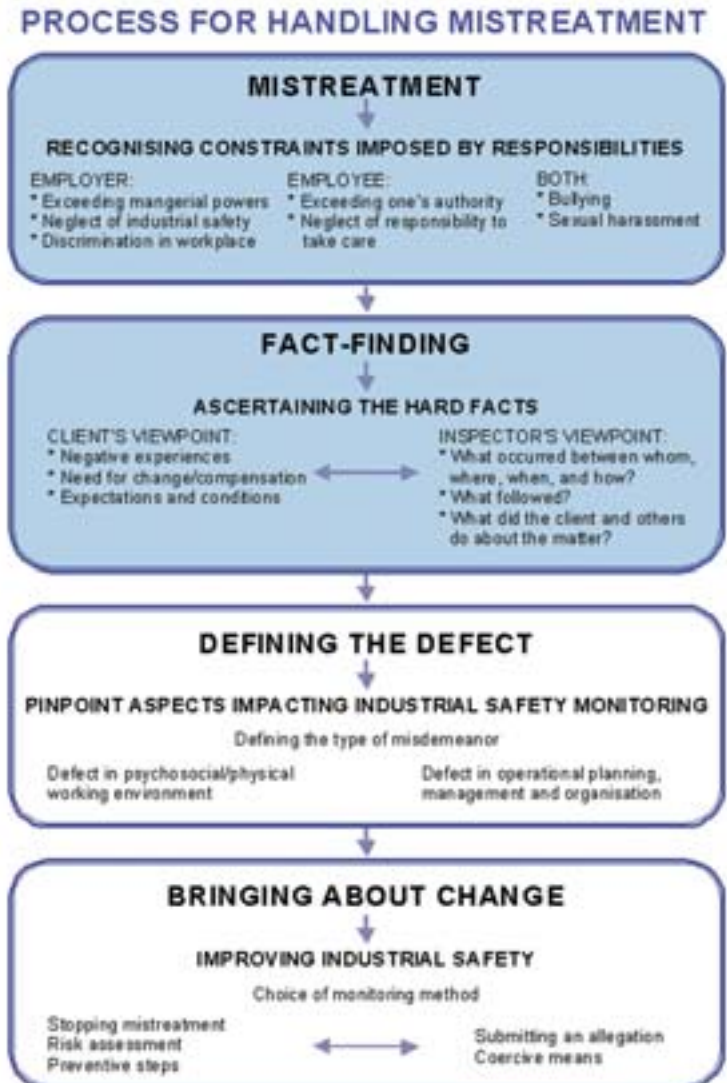 PROCESS FOR HANDLING MISTREATMENT
MISTREATMENT
RECOGNISING CONSTRAINTS IMPOSED BY RESPONSIBILITIES
EMPLOYER:
* Exceeding mangerial powers
* Neglect of industrial safety
* Discrimination in workplace
EMPLOYEE:
* Exceeding one's authority
* Neglect of responsibility to
take care
BOTH:
* Bullying
* Sexual harassment
FACT-FINDING
ASCERTAINING THE HARD FACTS
CLIENT'S VIEWPOINT:
* Negative experiences
* Need for change/compensation
* Expectations and conditions
INSPECTOR'S VIEWPOINT:
* What occurred between whom,
where, when, and how?
* What followed?
* What did the client and others
do about the matter?
DEFINING THE DEFECT
PINPOINT ASPECTS IMPACTING INDUSTRIAL SAFETY MONITORING
Defining the type of misdemeanor
Defect in psychosocial/physical
working environment
Defect in operational planning,
management and organisation
BRINGING ABOUT CHANGE
IMPROVING INDUSTRIAL SAFETY
Choice of monitoring method
Stopping mistreatment
Risk assessment
Preventive steps
Submitting an allegation
Coercive means